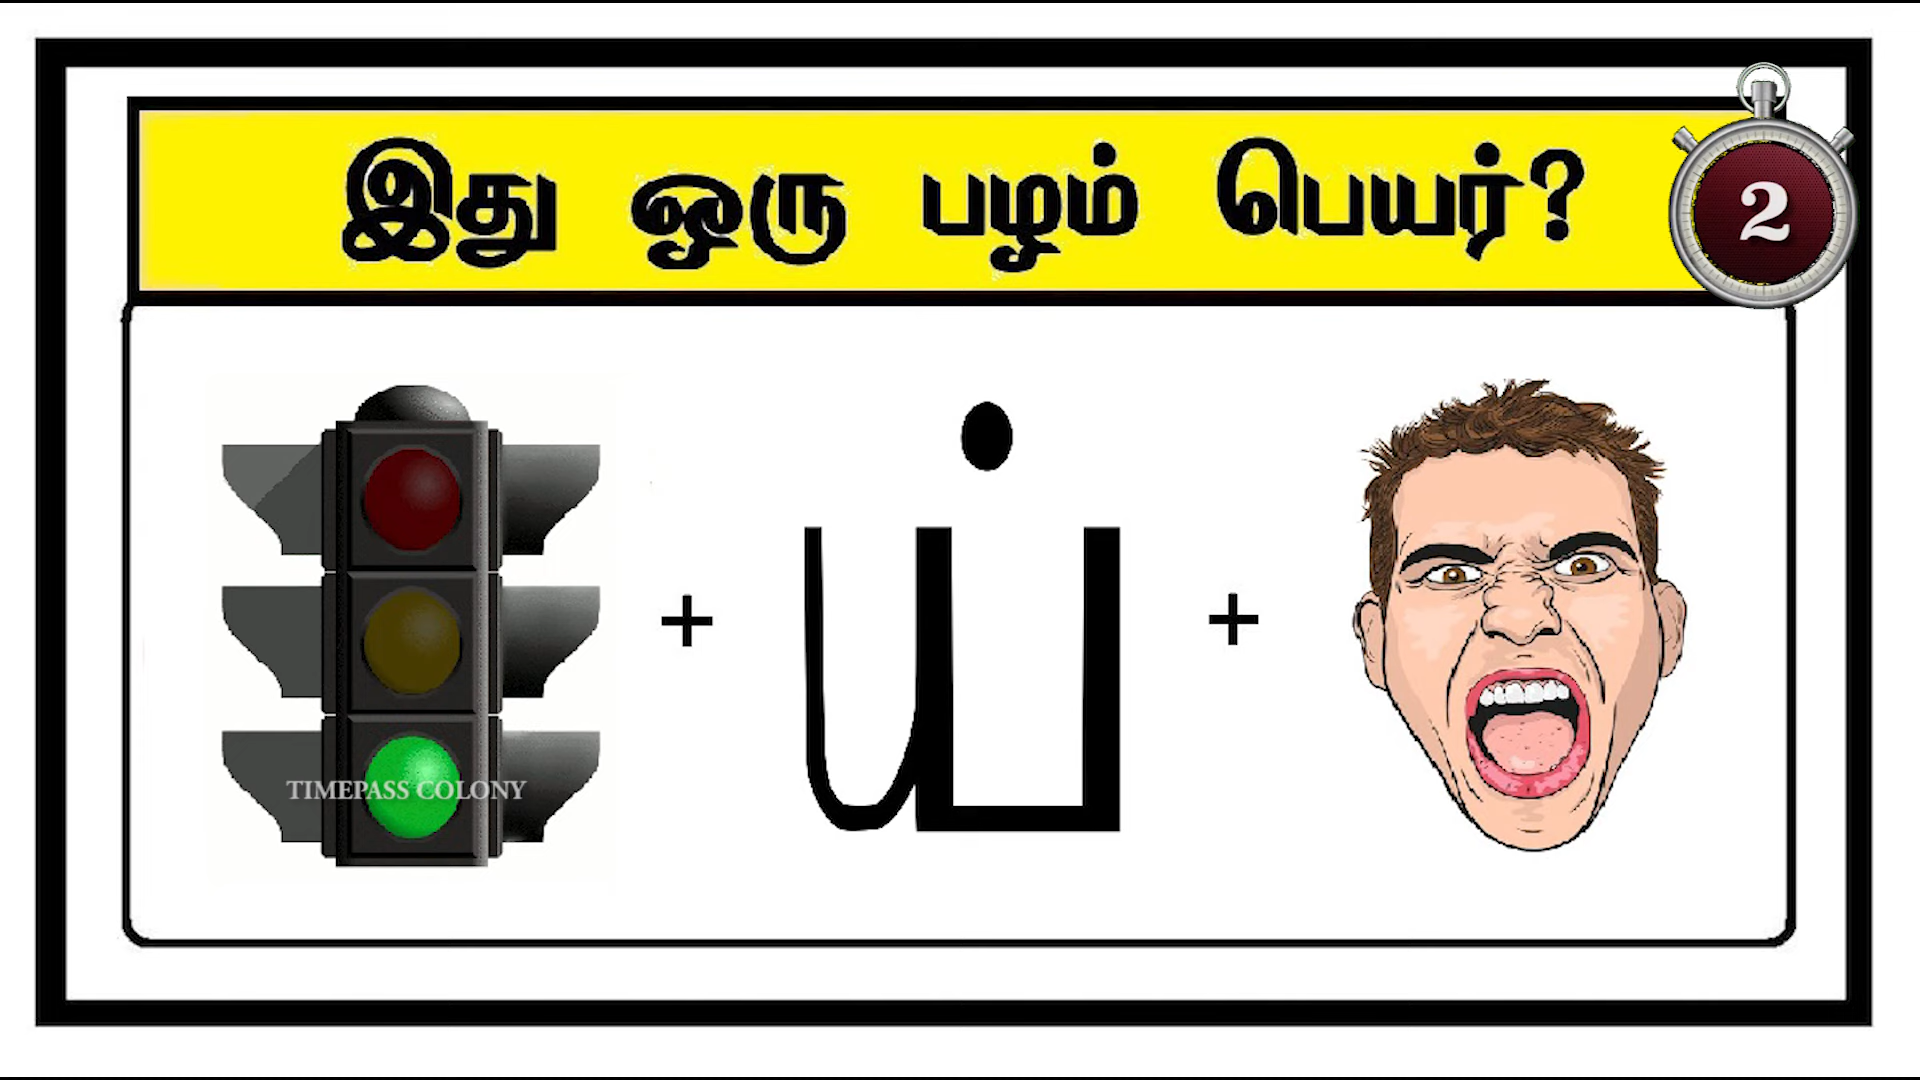 இது ஒரு பழம் பெயர்?
2
+ ய் +
TIMEPASS COLONY